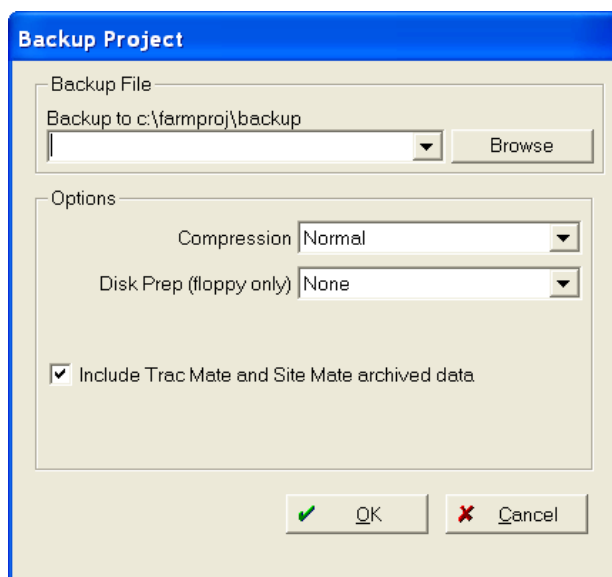 Backup Project
Backup File
Backup to c:\farmproj\backup
Browse
Options
Compression Normal
Disk Prep (floppy only) None
Include Trac Mate and Site Mate archived data
OK Cancel